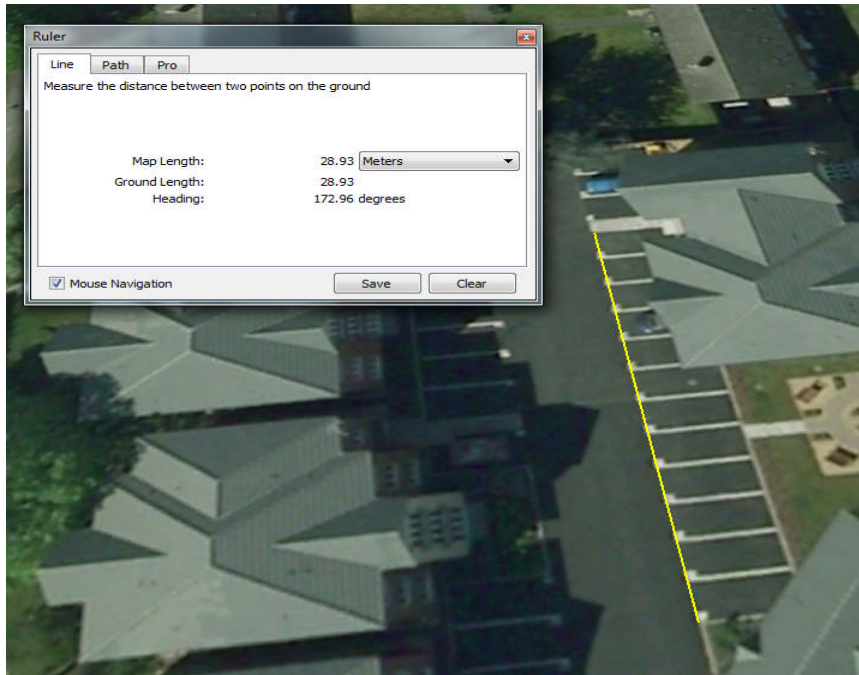 Ruler
Line Path Pro
Measure the distance between two points on the ground
Map Length: 28.93 Meters
Ground Length: 28.93
Heading: 172.96 degrees
Mouse Navigation Save Clear